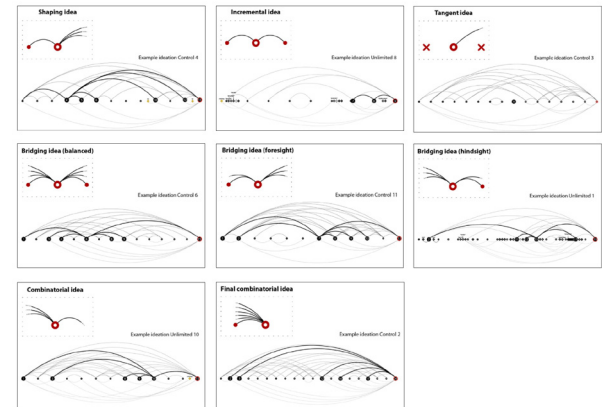 Shaping idea
Example ideation Control 4
Incremental idea
Example ideation Unlimited 8
Tangent idea
Example ideation Control 3
Bridging idea (balanced)
Example ideation Control 6
Bridging idea (foresight)
Example ideation Control 11
Bridging idea (hindsight)
Example ideation Unlimited 1
Combinatorial idea
Example ideation Unlimited 10
Final combinatorial idea
Example ideation Control 2